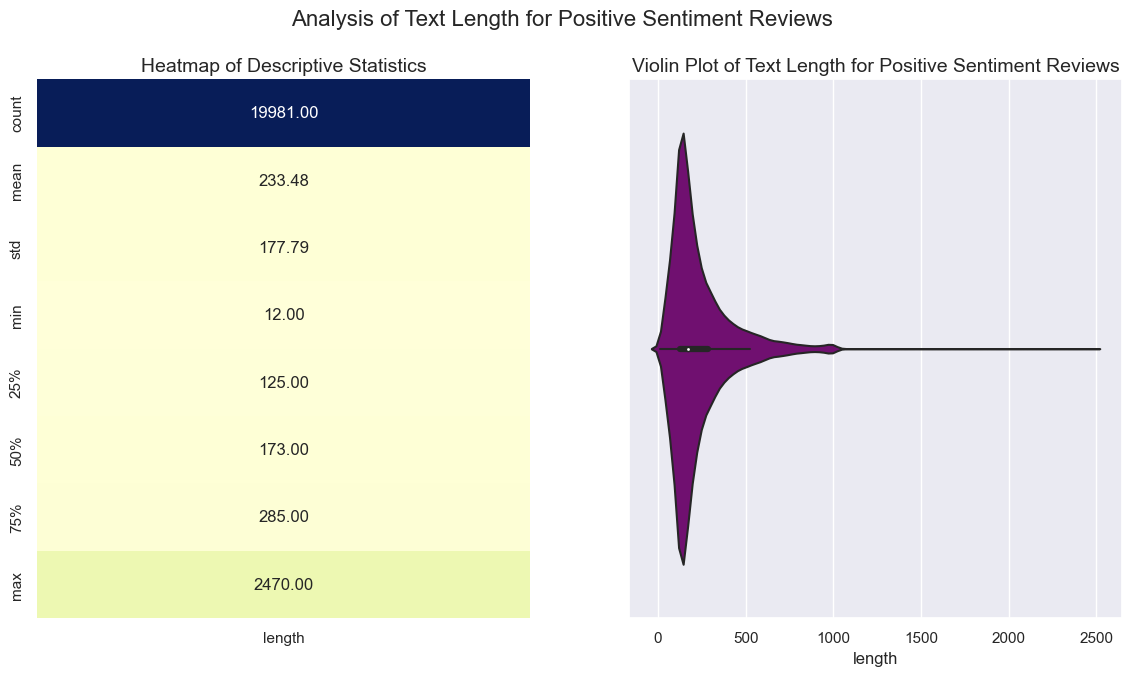 Analysis of Text Length for Positive Sentiment Reviews
Heatmap of Descriptive Statistics
count
19981.00
mean
233.48
std
177.79
min
12.00
25%
125.00
50%
173.00
75%
285.00
max
2470.00
length
Violin Plot of Text Length for Positive Sentiment Reviews
0 500 1000 1500 2000 2500
length